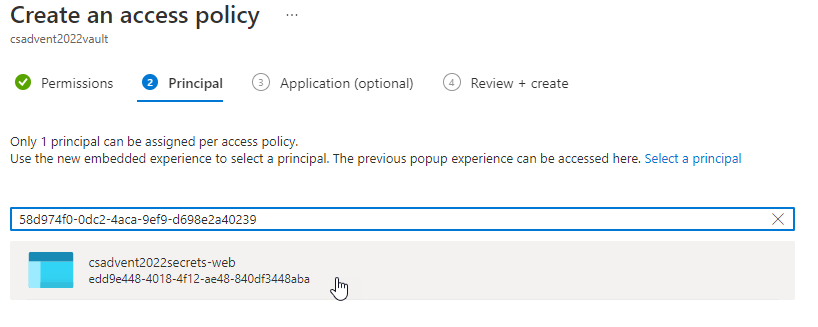 Create an access policy ...
csadvent2022vault
Permissions 2 Principal 3 Application (optional) 4 Review + create
Only 1 principal can be assigned per access policy.
Use the new embedded experience to select a principal. The previous popup experience can be accessed here. Select a principal
58d974f0-0dc2-4aca-9ef9-d698e2a40239
csadvent2022secrets-web
edd9e448-4018-4f12-ae48-840df3448aba